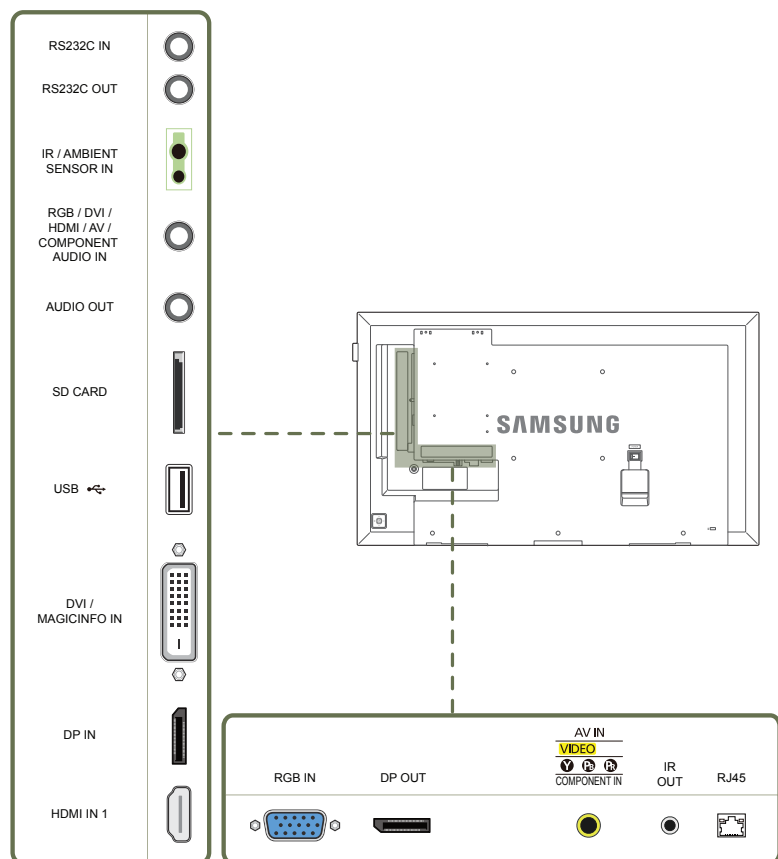 RS232C IN
RS232C OUT
IR / AMBIENT
SENSOR IN
RGB / DVI /
HDMI / AV /
COMPONENT
AUDIO IN
AUDIO OUT
SD CARD
USB
DVI /
MAGICINFO IN
DP IN
HDMI IN 1
SAMSUNG
RGB IN
DP OUT
AV IN
VIDEO
Y PB PR
COMPONENT IN
IR
OUT
RJ45